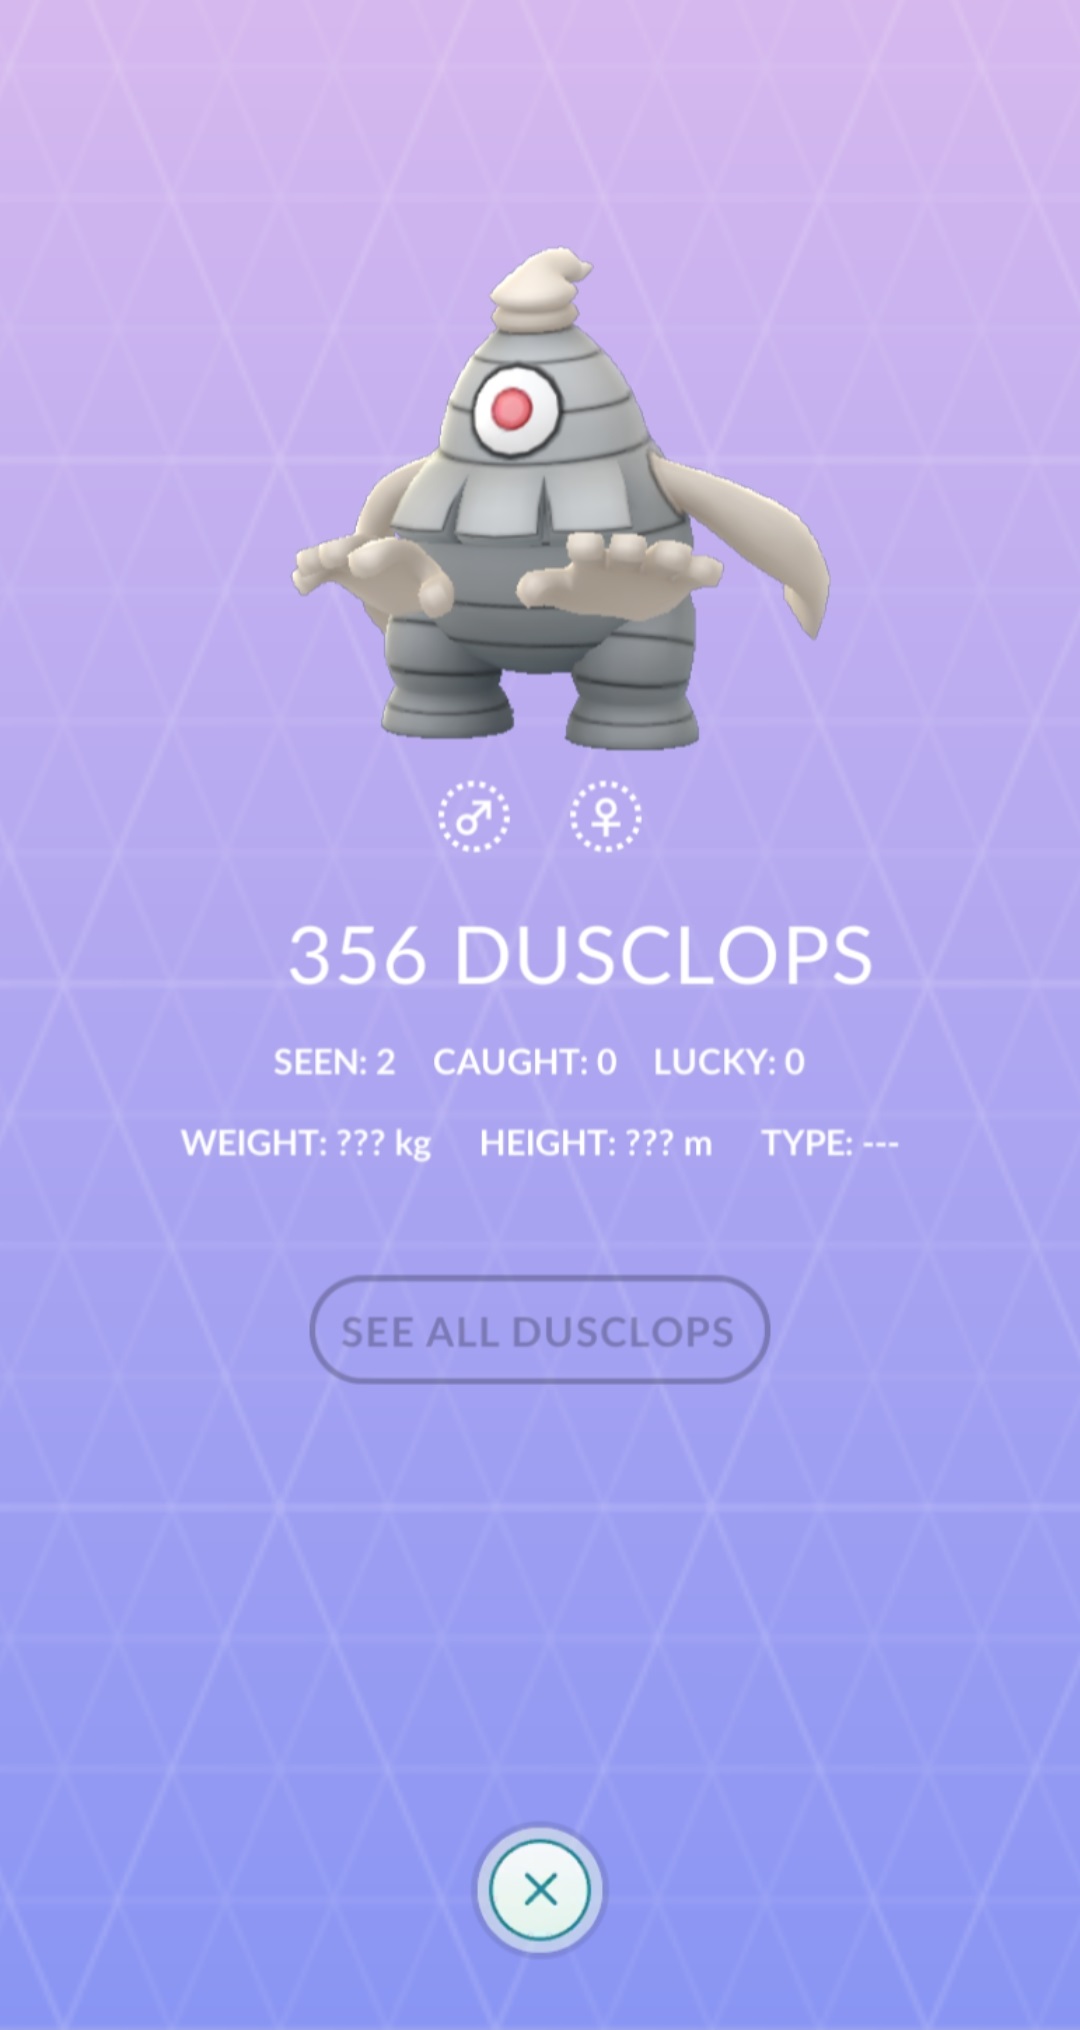 ♂ ♀
356 DUSCLOPS
SEEN: 2 CAUGHT: 0 LUCKY: 0
WEIGHT: ??? kg HEIGHT: ??? m TYPE: ---
SEE ALL DUSCLOPS